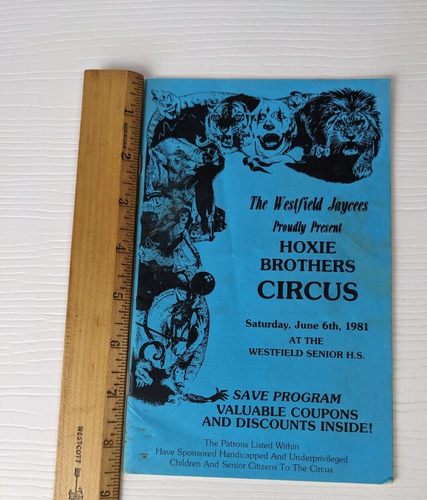 The Westfield Jaycees
Proudly Present
HOXIE
BROTHERS
CIRCUS
Saturday, June 6th, 1981
AT THE
WESTFIELD SENIOR H.S.
SAVE PROGRAM
VALUABLE COUPONS
AND DISCOUNTS INSIDE!
The Patrons Listed Within
Have Sponsored Handicapped And Underprivileged
Children And Senior Citizens To The Circus
1
2
3
4
5
6
7
8
9
WESTCOTT